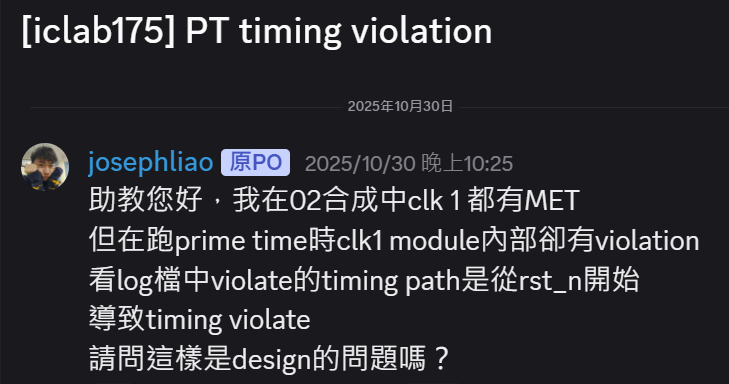 [iclab175] PT timing violation
2025年10月30日
josephliao 原PO 2025/10/30 晚上10:25
助教您好，我在02合成中clk 1 都有MET
但在跑prime time時clk1 module內部卻有violation
看log檔中violate的timing path是從rst_n開始
導致timing violate
請問這樣是design的問題嗎？